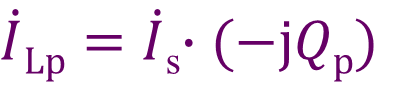 İ_Lp = İ_s· (−jQ_p)